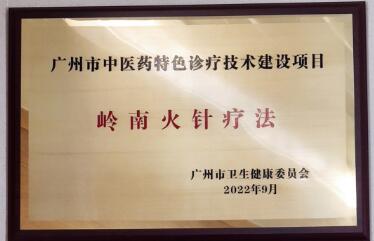 广州市中医药特色诊疗技术建设项目
岭南火针疗法
广州市卫生健康委员会
2022年9月